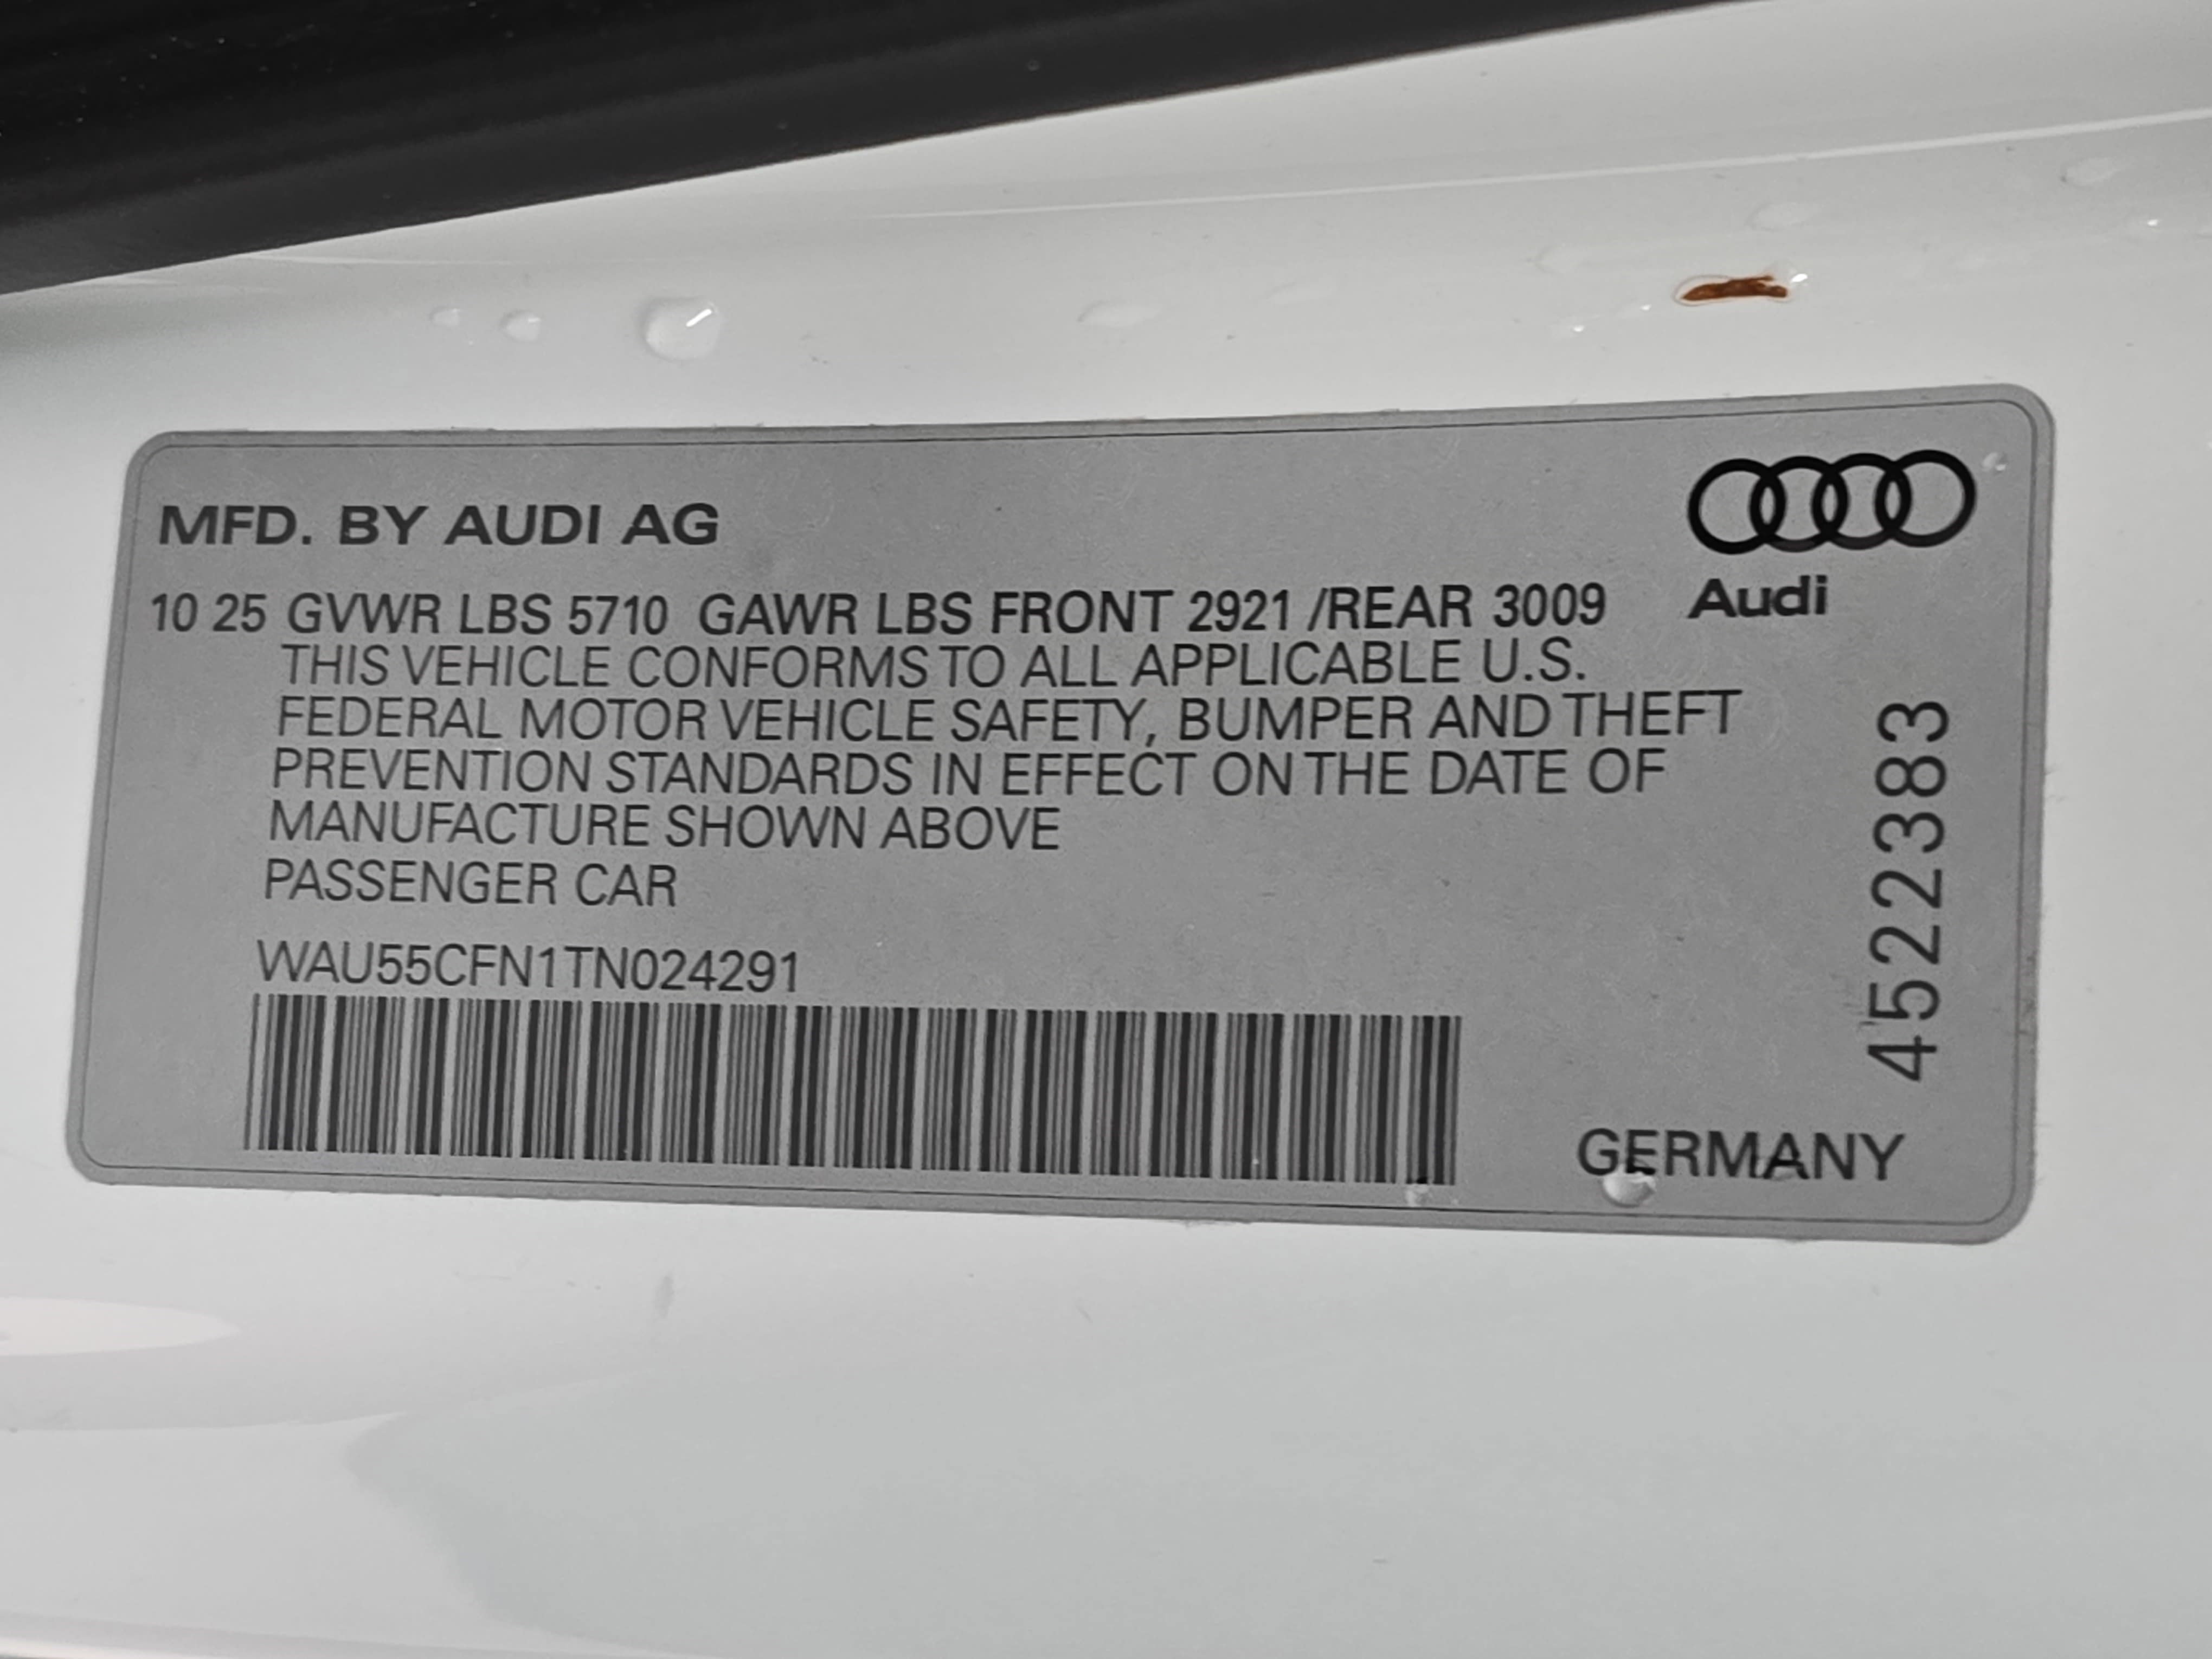 MFD. BY AUDI AG
Audi
10 25 GVWR LBS 5710 GAWR LBS FRONT 2921 /REAR 3009
THIS VEHICLE CONFORMS TO ALL APPLICABLE U.S.
FEDERAL MOTOR VEHICLE SAFETY, BUMPER AND THEFT
PREVENTION STANDARDS IN EFFECT ON THE DATE OF
MANUFACTURE SHOWN ABOVE
PASSENGER CAR
WAU55CFN1TN024291
4522383
GERMANY